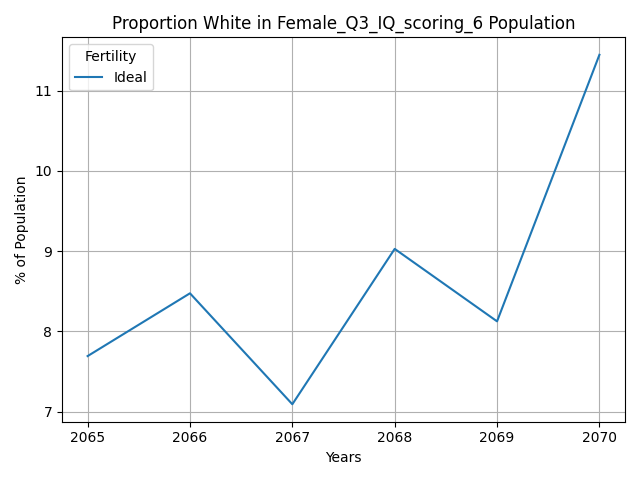 Proportion White in Female_Q3_IQ_scoring_6 Population
Fertility
Ideal
% of Population
11
10
9
8
7
2065 2066 2067 2068 2069 2070
Years